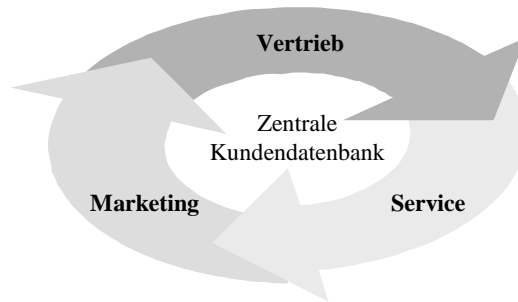 Vertrieb
Zentrale
Kundendatenbank
Marketing
Service